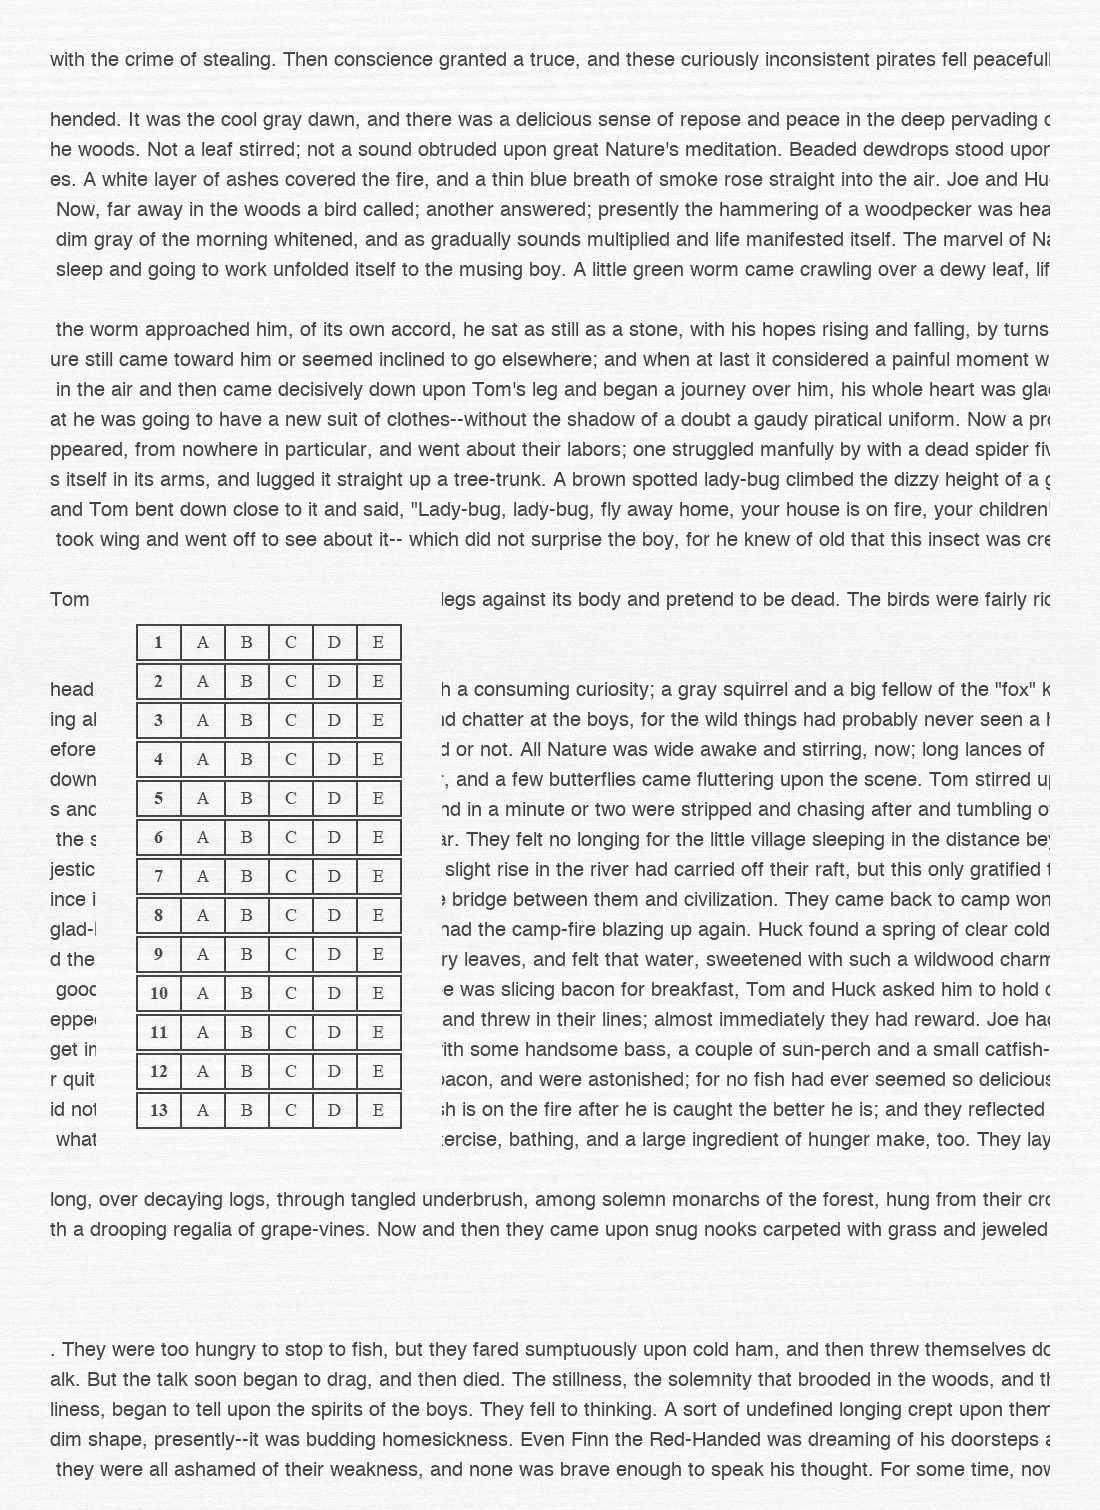 with the crime of stealing. Then conscience granted a truce, and these curiously inconsistent pirates fell
hended. It was the cool gray dawn, and there was a delicious sense of repose and peace in the deep pervading
he woods. Not a leaf stirred; not a sound obtruded upon great Nature's meditation. Beaded dewdrops stood upon
es. A white layer of ashes covered the fire, and a thin blue breath of smoke rose straight into the air. Joe and
Now, far away in the woods a bird called; another answered; presently the hammering of a woodpecker was
dim gray of the morning whitened, and as gradually sounds multiplied and life manifested itself. The marvel of
sleep and going to work unfolded itself to the musing boy. A little green worm came crawling over a dewy leaf,
the worm approached him, of its own accord, he sat as still as a stone, with his hopes rising and falling, by turns
ure still came toward him or seemed inclined to go elsewhere; and when at last it considered a painful moment
in the air and then came decisively down upon Tom's leg and began a journey over him, his whole heart was
at he was going to have a new suit of clothes--without the shadow of a doubt a gaudy piratical uniform. Now a
ppeared, from nowhere in particular, and went about their labors; one struggled manfully by with a dead spider
s itself in its arms, and lugged it straight up a tree-trunk. A brown spotted lady-bug climbed the dizzy height of a
and Tom bent down close to it and said, "Lady-bug, lady-bug, fly away home, your house is on fire, your children
took wing and went off to see about it-- which did not surprise the boy, for he knew of old that this insect was
Tom legs against its body and pretend to be dead. The birds were fairly
1 A B C D E
2 A B C D E
head a consuming curiosity; a gray squirrel and a big fellow of the "fox"
3 A B C D E
ing chatter at the boys, for the wild things had probably never seen a
efore or not. All Nature was wide awake and stirring, now; long lances of
4 A B C D E
down and a few butterflies came fluttering upon the scene. Tom stirred
5 A B C D E
s and in a minute or two were stripped and chasing after and tumbling
6 A B C D E
the They felt no longing for the little village sleeping in the distance
jestic slight rise in the river had carried off their raft, but this only gratified
7 A B C D E
ince bridge between them and civilization. They came back to camp
8 A B C D E
glad- had the camp-fire blazing up again. Huck found a spring of clear cold
9 A B C D E
d the leaves, and felt that water, sweetened with such a wildwood charm
good was slicing bacon for breakfast, Tom and Huck asked him to hold
10 A B C D E
and threw in their lines; almost immediately they had reward. Joe
11 A B C D E
get some handsome bass, a couple of sun-perch and a small catfish-
12 A B C D E
r bacon, and were astonished; for no fish had ever seemed so delicious
id not is on the fire after he is caught the better he is; and they reflected
13 A B C D E
what bathing, and a large ingredient of hunger make, too. They lay
long, over decaying logs, through tangled underbrush, among solemn monarchs of the forest, hung from their
th a drooping regalia of grape-vines. Now and then they came upon snug nooks carpeted with grass and jeweled
. They were too hungry to stop to fish, but they fared sumptuously upon cold ham, and then threw themselves
alk. But the talk soon began to drag, and then died. The stillness, the solemnity that brooded in the woods, and
liness, began to tell upon the spirits of the boys. They fell to thinking. A sort of undefined longing crept upon them
dim shape, presently--it was budding homesickness. Even Finn the Red-Handed was dreaming of his doorsteps
they were all ashamed of their weakness, and none was brave enough to speak his thought. For some time,